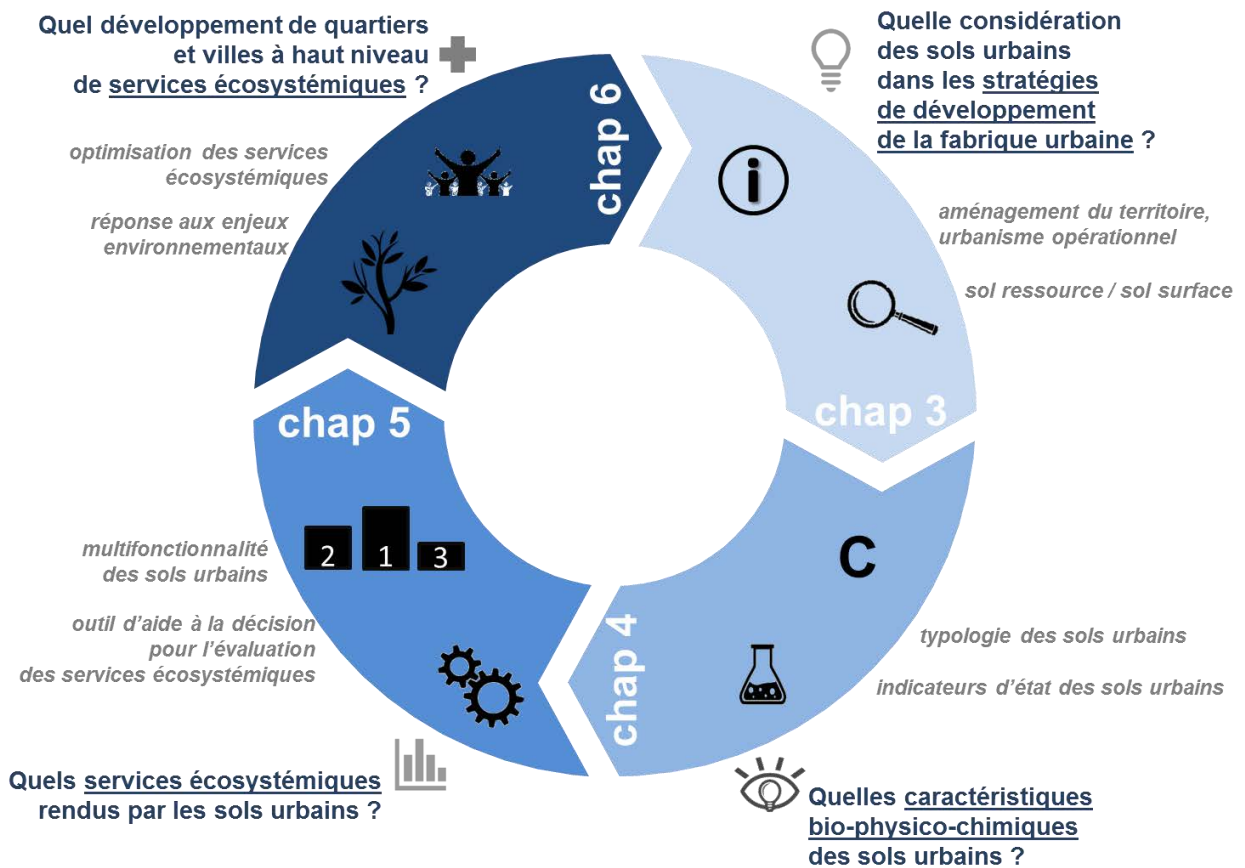 Quel développement de quartiers
et villes à haut niveau
de services écosystémiques ?
optimisation des services
écosystémiques
réponse aux enjeux
environnementaux
chap 6
Quelle considération
des sols urbains
dans les stratégies
de développement
de la fabrique urbaine ?
i
aménagement du territoire,
urbanisme opérationnel
sol ressource / sol surface
chap 3
chap 5
2 1 3
multifonctionnalité
des sols urbains
outil d'aide à la décision
pour l'évaluation
des services écosystémiques
Quels services écosystémiques
rendus par les sols urbains ?
C
typologie des sols urbains
indicateurs d'état des sols urbains
chap 4
Quelles caractéristiques
bio-physico-chimiques
des sols urbains ?